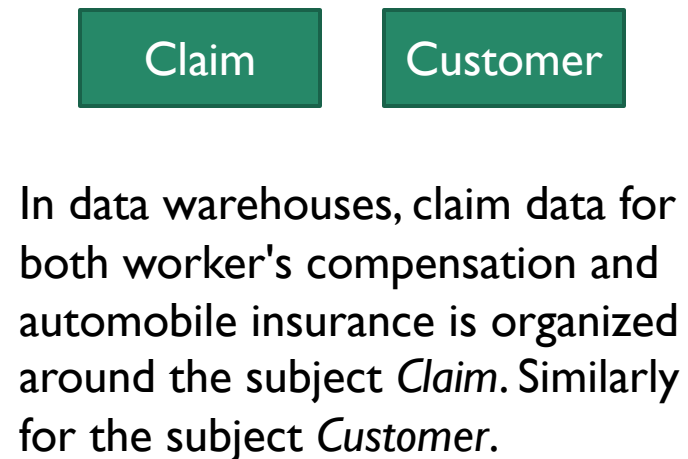 Claim
Customer
In data warehouses, claim data for
both worker's compensation and
automobile insurance is organized
around the subject Claim. Similarly
for the subject Customer.